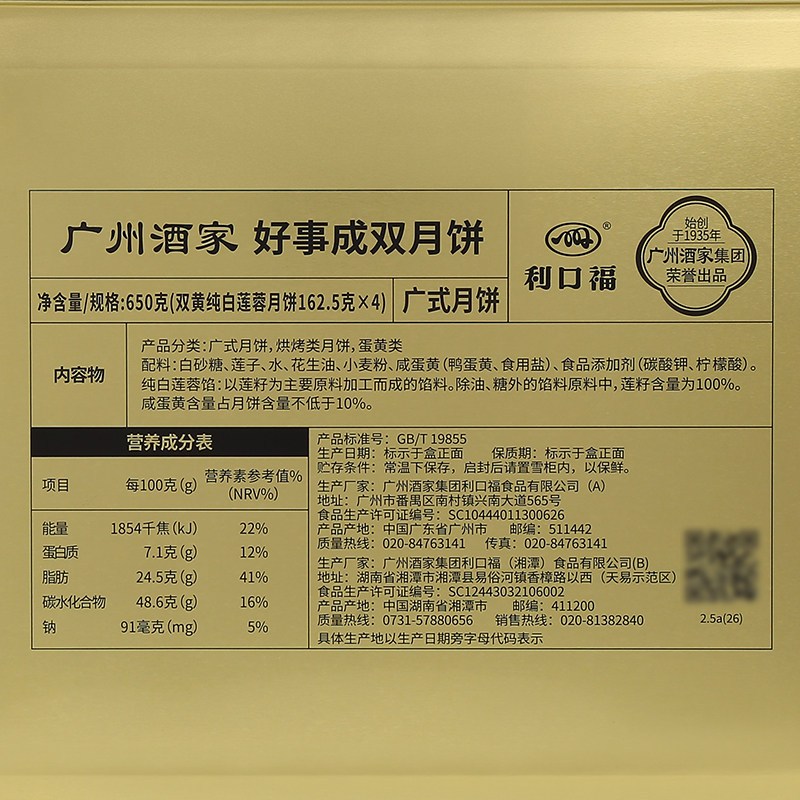 广州酒家 好事成双月饼
净含量/规格:650克(双黄纯白莲蓉月饼162.5克×4)
广式月饼
®
利口福
始创
于1935年
广州酒家集团
荣誉出品
内容物
产品分类：广式月饼，烘烤类月饼，蛋黄类
配料：白砂糖、莲子、水、花生油、小麦粉、咸蛋黄（鸭蛋黄、食用盐）、食品添加剂（碳酸钾、柠檬酸）。
纯白莲蓉馅：以莲籽为主要原料加工而成的馅料。除油、糖外的馅料原料中，莲籽含量为100%。
咸蛋黄含量占月饼含量不低于10%。
营养成分表
项目 每100克(g) 营养素参考值%(NRV%)
能量 1854千焦(kJ) 22%
蛋白质 7.1克(g) 12%
脂肪 24.5克(g) 41%
碳水化合物 48.6克(g) 16%
钠 91毫克(mg) 5%
产品标准号：GB/T 19855
生产日期：标示于盒正面 保质期：标示于盒正面
贮存条件：常温下保存，启封后请置雪柜内，以保鲜。
生产厂家：广州酒家集团利口福食品有限公司（A）
地址：广州市番禺区南村镇兴南大道565号
食品生产许可证编号：SC10444011300626
产品产地：中国广东省广州市 邮编：511442
质量热线：020-84763141 传真：020-84763141
生产厂家：广州酒家集团利口福（湘潭）食品有限公司(B)
地址：湖南省湘潭市湘潭县易俗河镇香樟路以西（天易示范区）
食品生产许可证编号：SC12443032106002
产品产地：中国湖南省湘潭市 邮编：411200
质量热线：0731-57880656 销售热线：020-81382840
具体生产地以生产日期旁字母代码表示
2.5a(26)